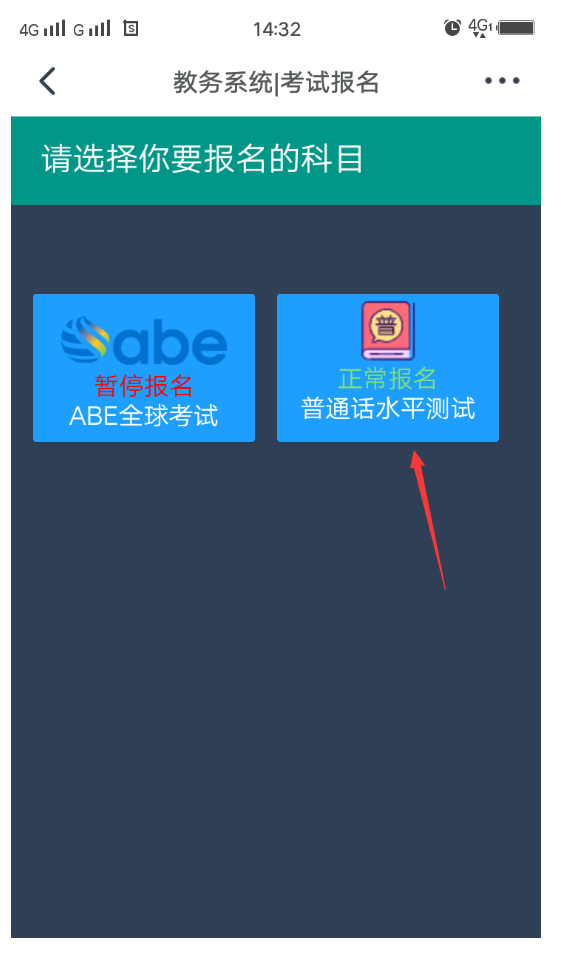 4G G S 14:32 4G1
教务系统|考试报名
请选择你要报名的科目
abe
暂停报名
ABE全球考试
普
正常报名
普通话水平测试